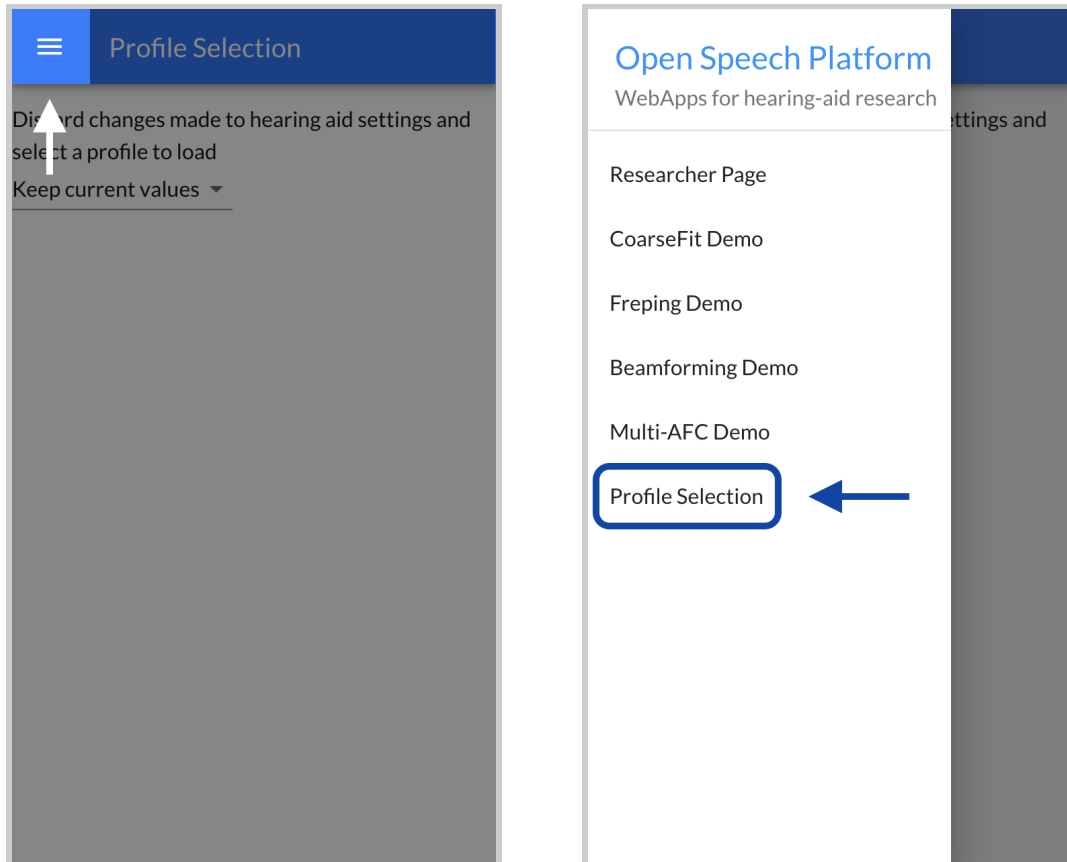 Profile Selection
Discard changes made to hearing aid settings and
select a profile to load
Keep current values
Open Speech Platform
WebApps for hearing-aid research
ettings and
Researcher Page
CoarseFit Demo
Freping Demo
Beamforming Demo
Multi-AFC Demo
Profile Selection